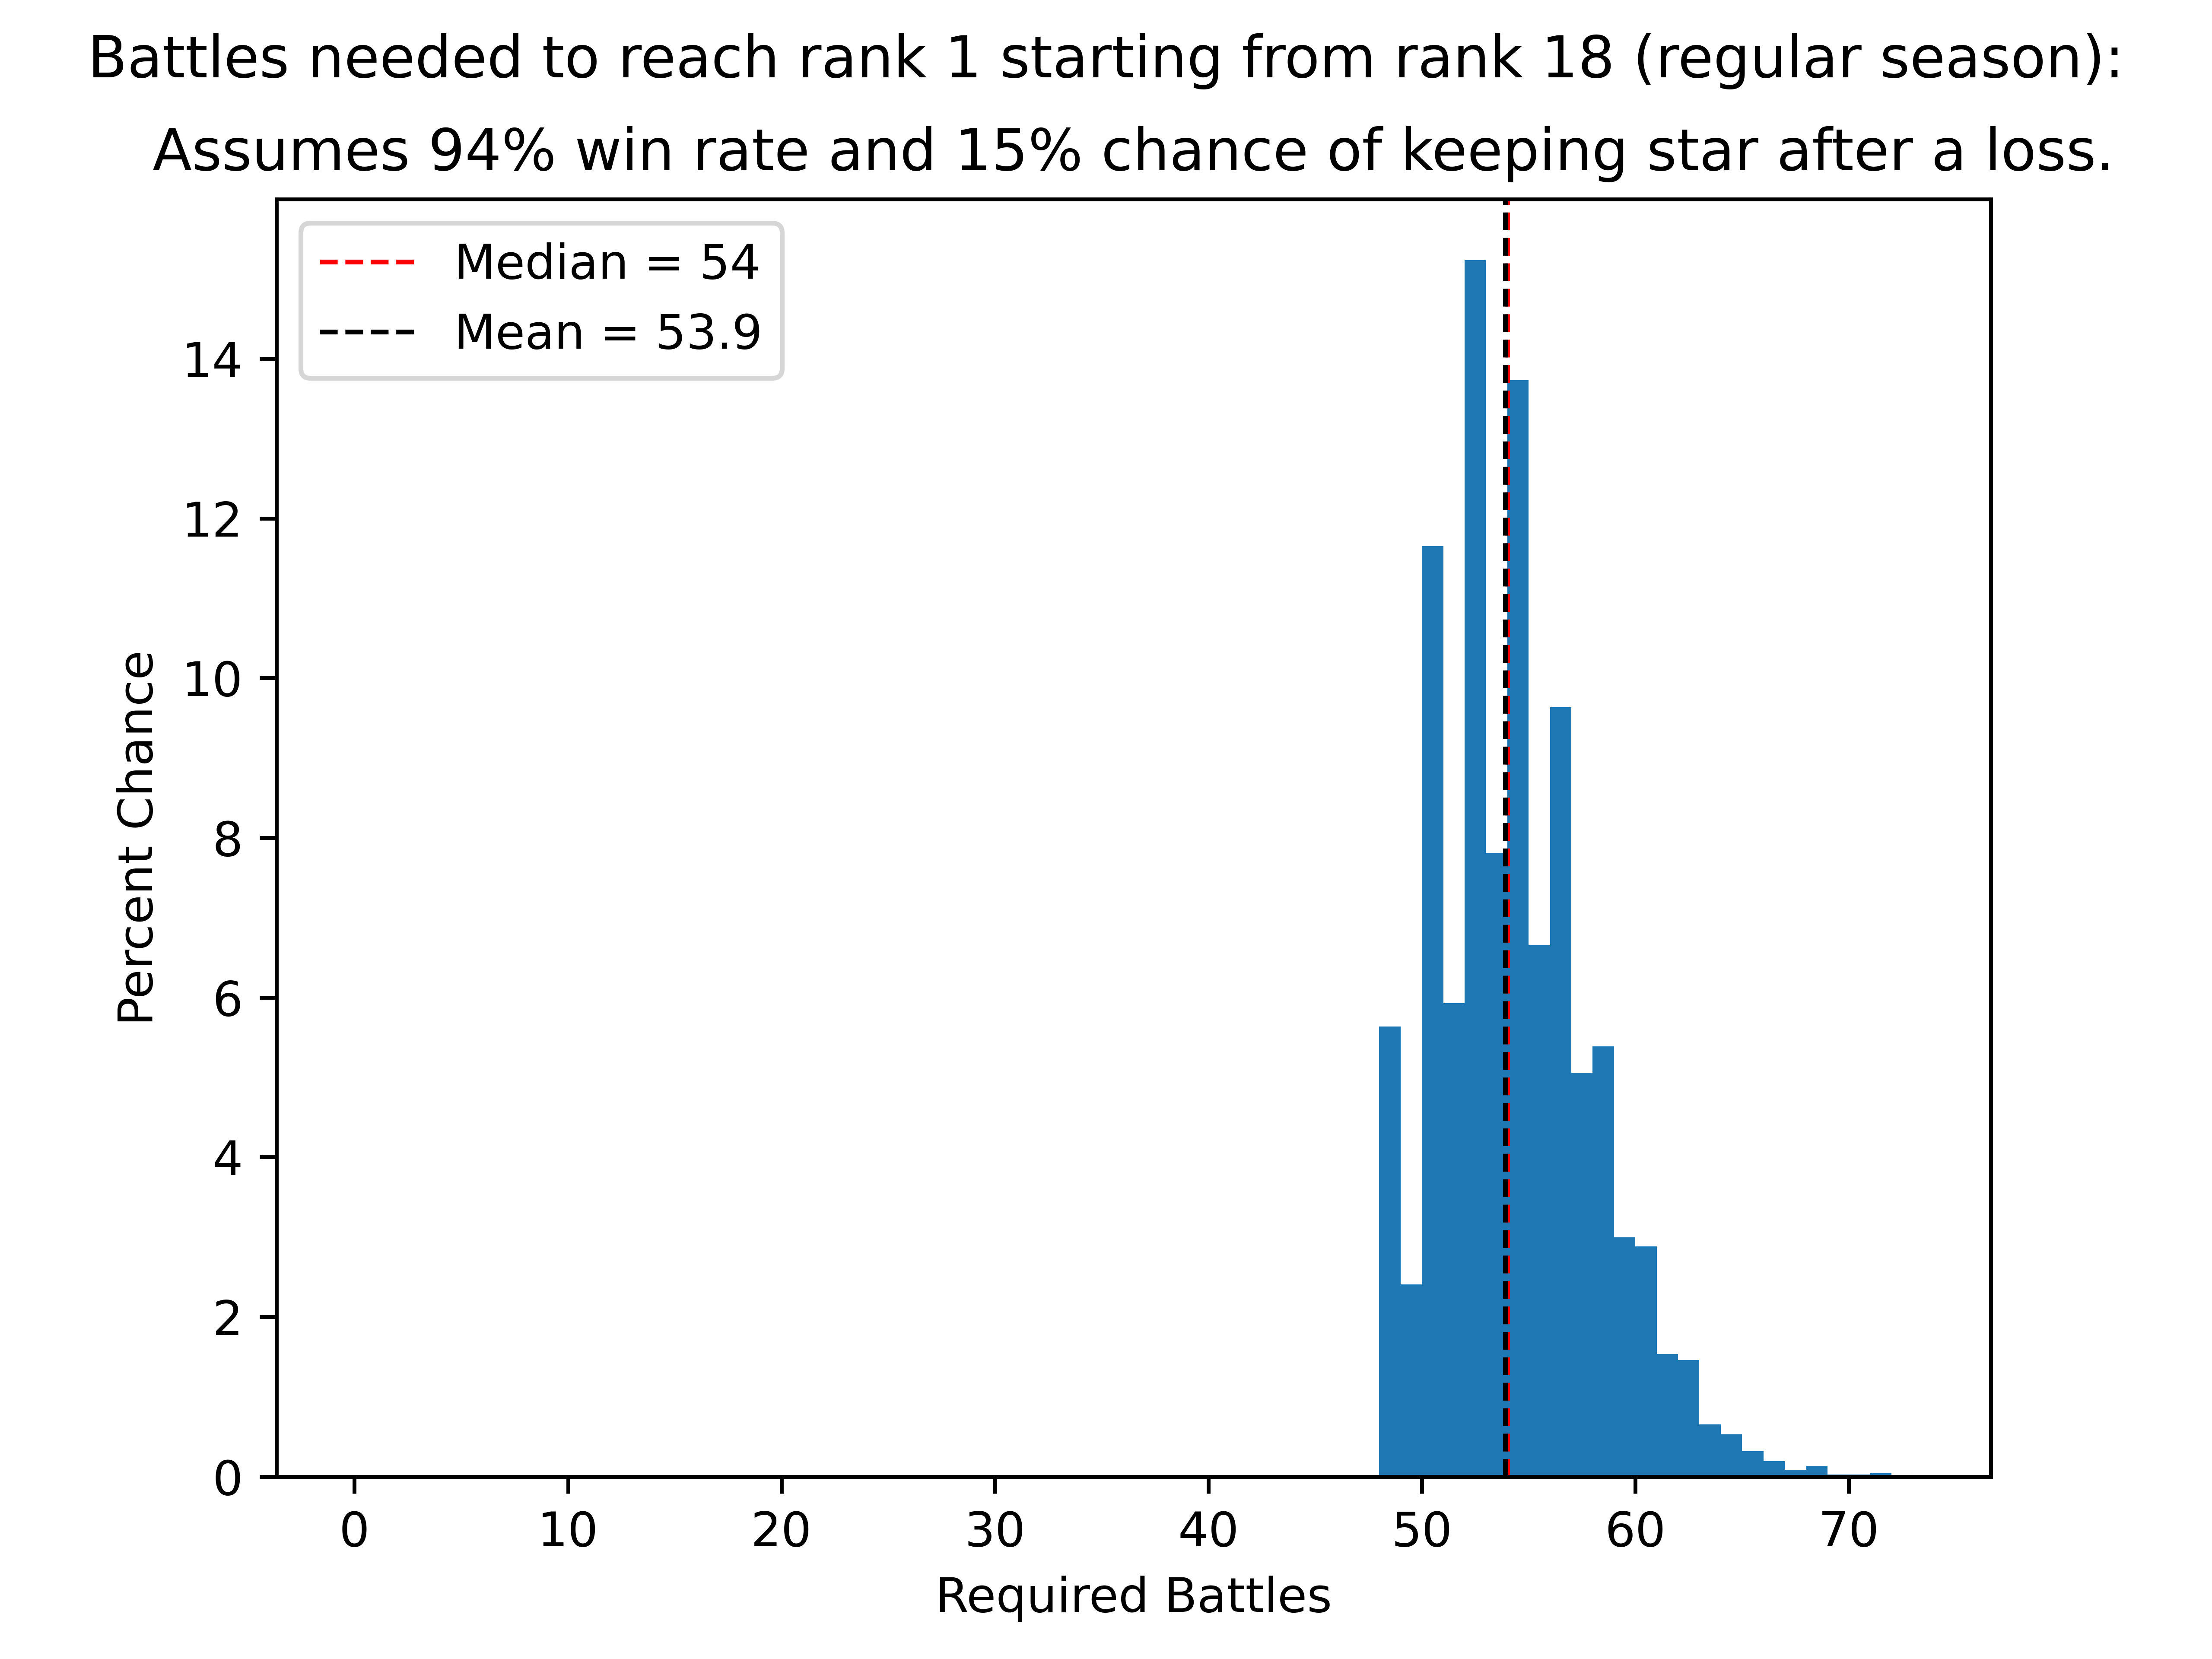 Battles needed to reach rank 1 starting from rank 18 (regular season):
Assumes 94% win rate and 15% chance of keeping star after a loss.
Median = 54
Mean = 53.9
Percent Chance
14
12
10
8
6
4
2
0
0 10 20 30 40 50 60 70
Required Battles